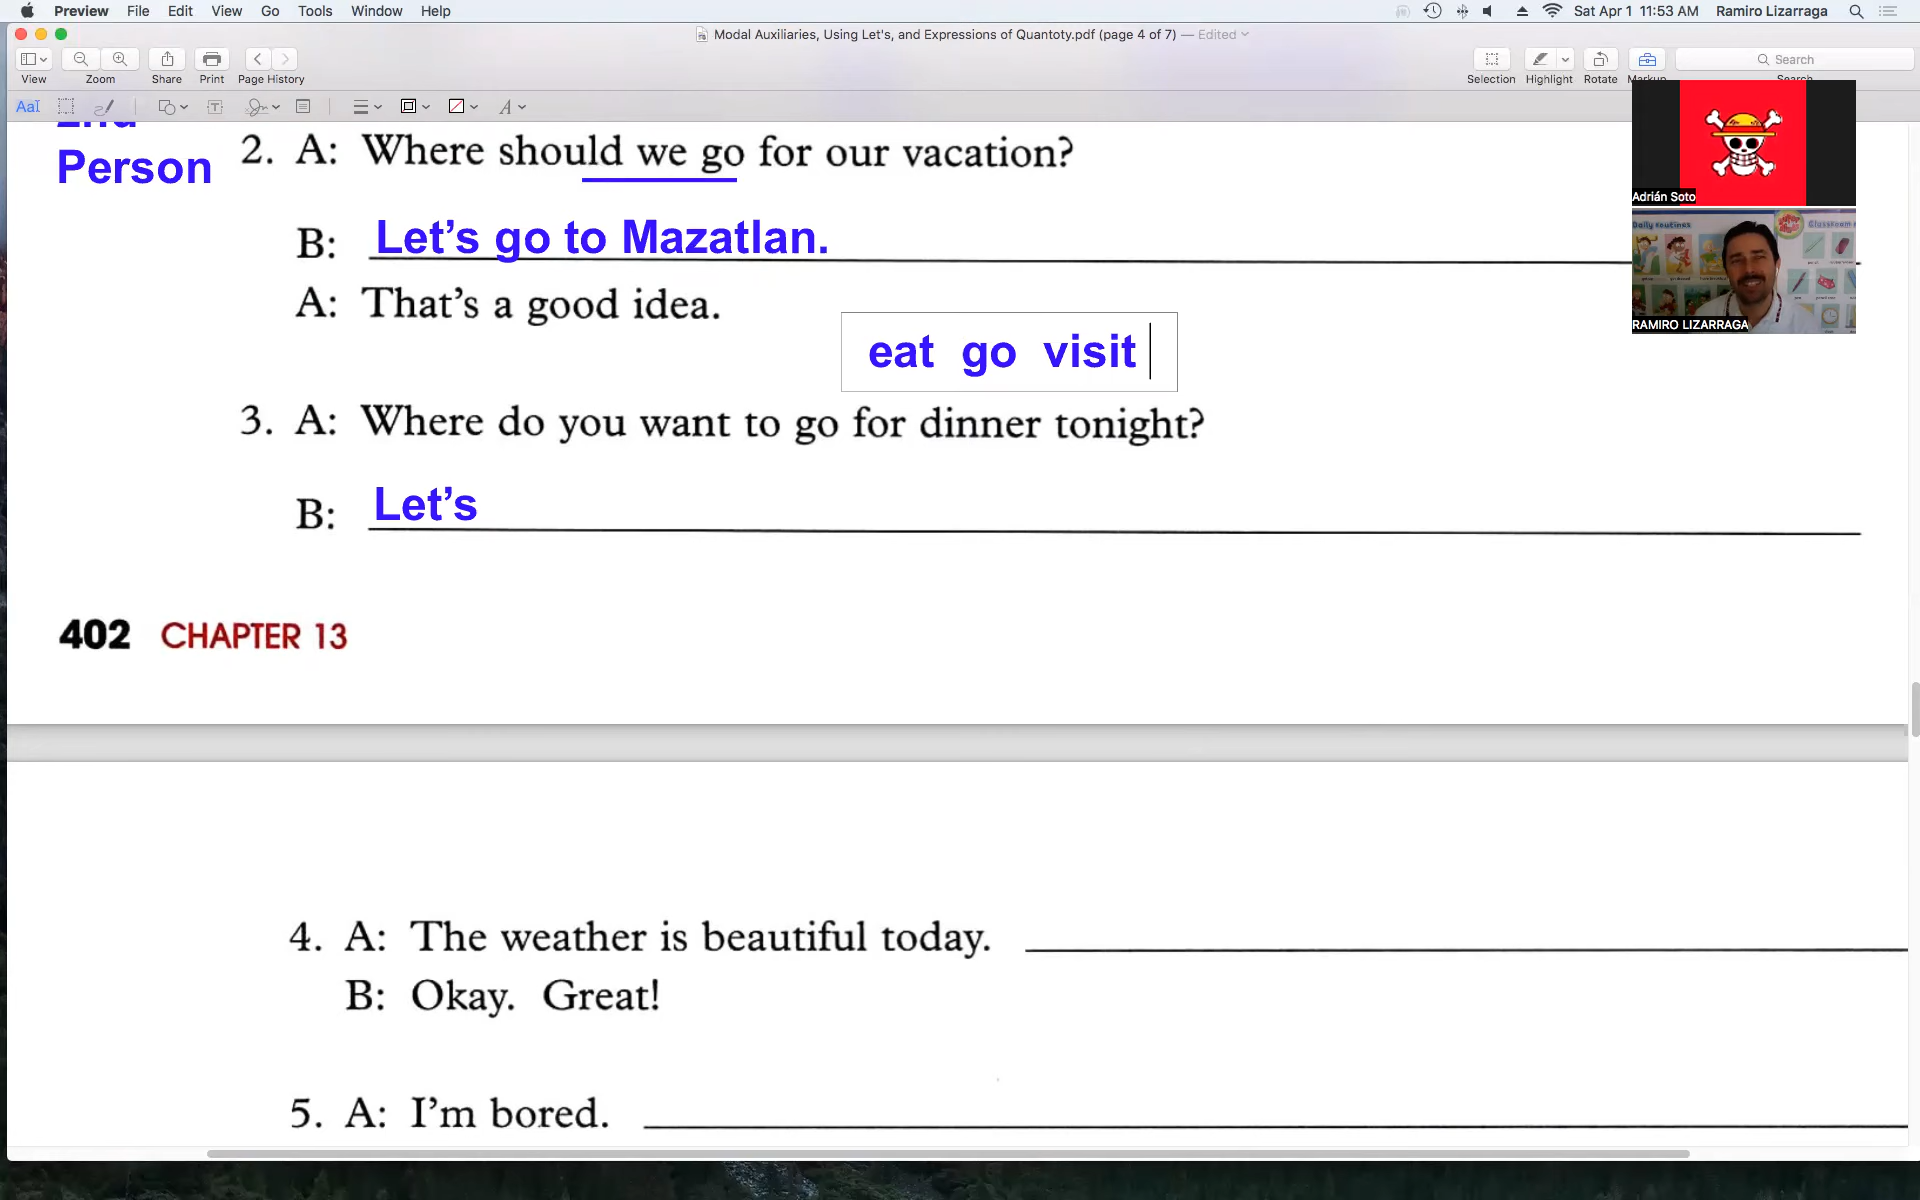 Preview File Edit View Go Tools Window Help Sat Apr 1 11:53 AM Ramiro Lizarraga
Modal Auxiliaries, Using Let's, and Expressions of Quantoty.pdf (page 4 of 7) — Edited
View Zoom Share Print Page History Selection Highlight Rotate Search
Search
AaI
Person
2. A: Where should we go for our vacation?
B: Let's go to Mazatlan.
A: That's a good idea.
eat go visit
3. A: Where do you want to go for dinner tonight?
B: Let's
402 CHAPTER 13
4. A: The weather is beautiful today.
B: Okay. Great!
5. A: I'm bored.
Adrián Soto
Daily routines
RAMIRO LIZARRAGA